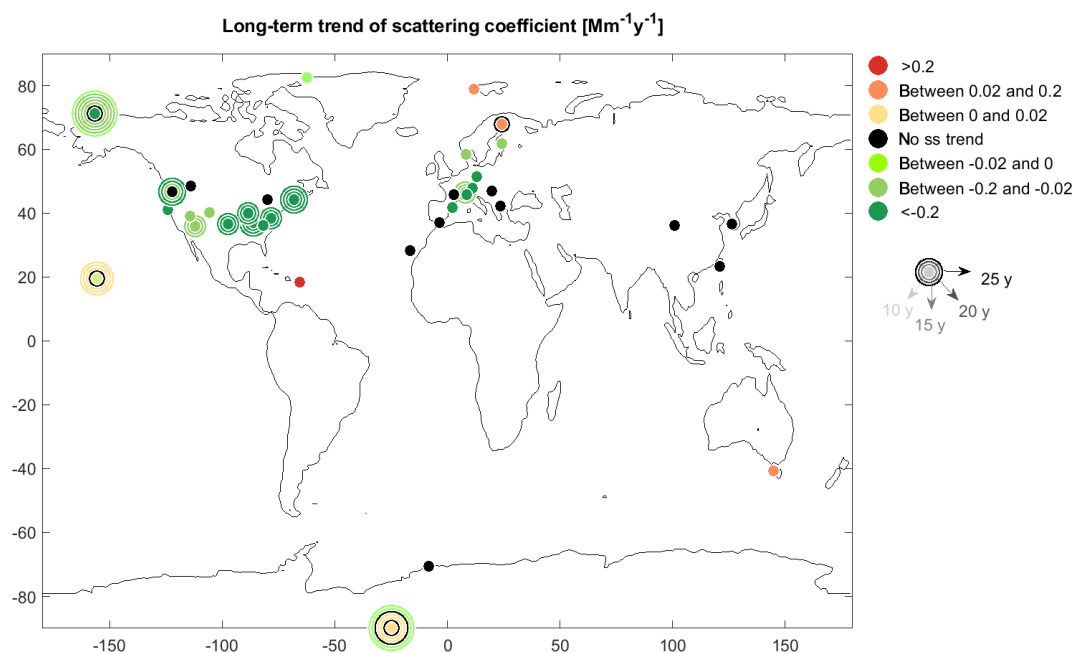 Long-term trend of scattering coefficient [Mm⁻¹y⁻¹]
80
60
40
20
0
-20
-40
-60
-80
-150
-100
-50
0
50
100
150
>0.2
Between 0.02 and 0.2
Between 0 and 0.02
No ss trend
Between -0.02 and 0
Between -0.2 and -0.02
<-0.2
25 y
20 y
15 y
10 y